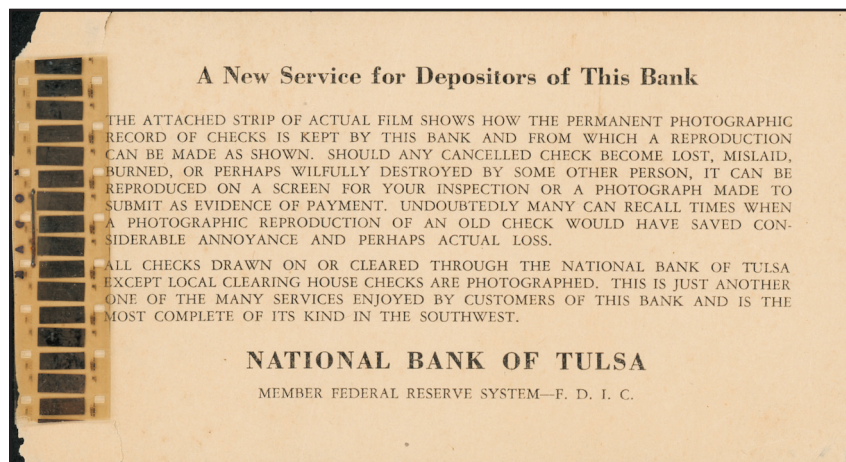 A New Service for Depositors of This Bank
THE ATTACHED STRIP OF ACTUAL FILM SHOWS HOW THE PERMANENT PHOTOGRAPHIC
RECORD OF CHECKS IS KEPT BY THIS BANK AND FROM WHICH A REPRODUCTION
CAN BE MADE AS SHOWN. SHOULD ANY CANCELLED CHECK BECOME LOST, MISLAID,
BURNED, OR PERHAPS WILFULLY DESTROYED BY SOME OTHER PERSON, IT CAN BE
REPRODUCED ON A SCREEN FOR YOUR INSPECTION OR A PHOTOGRAPH MADE TO
SUBMIT AS EVIDENCE OF PAYMENT. UNDOUBTEDLY MANY CAN RECALL TIMES WHEN
A PHOTOGRAPHIC REPRODUCTION OF AN OLD CHECK WOULD HAVE SAVED CON-
SIDERABLE ANNOYANCE AND PERHAPS ACTUAL LOSS.
ALL CHECKS DRAWN ON OR CLEARED THROUGH THE NATIONAL BANK OF TULSA
EXCEPT LOCAL CLEARING HOUSE CHECKS ARE PHOTOGRAPHED. THIS IS JUST ANOTHER
ONE OF THE MANY SERVICES ENJOYED BY CUSTOMERS OF THIS BANK AND IS THE
MOST COMPLETE OF ITS KIND IN THE SOUTHWEST.
NATIONAL BANK OF TULSA
MEMBER FEDERAL RESERVE SYSTEM—F. D. I. C.